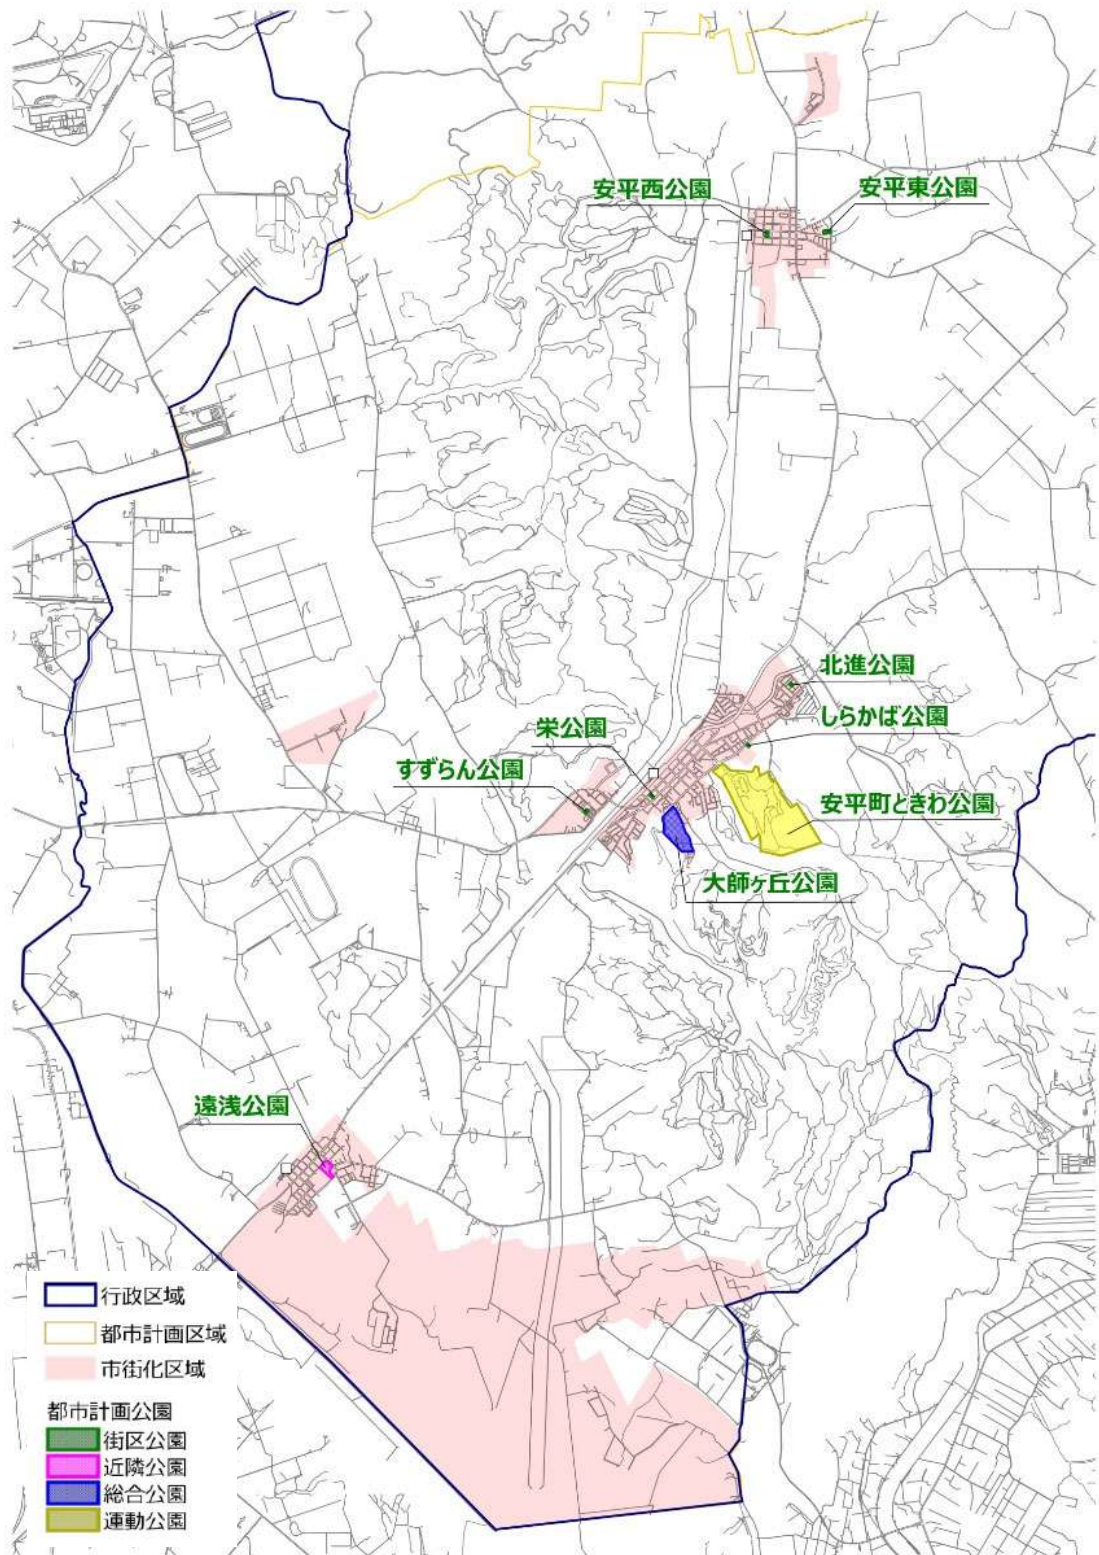 安平西公園
安平東公園
北進公園
しらかば公園
栄公園
すずらん公園
安平町ときわ公園
大師ヶ丘公園
遠浅公園
行政区域
都市計画区域
市街化区域
都市計画公園
街区公園
近隣公園
総合公園
運動公園